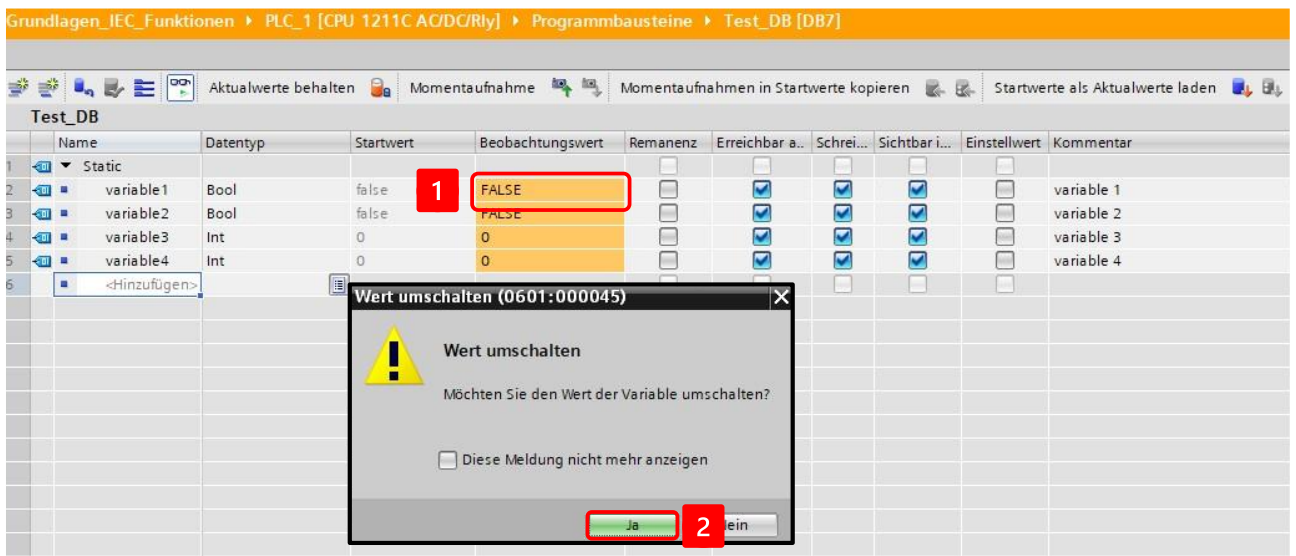 Grundlagen_IEC_Funktionen ▸ PLC_1 [CPU 1211C AC/DC/Rly] ▸ Programmbausteine ▸ Test_DB [DB7]
Aktualwerte behalten Momentaufnahme Momentaufnahmen in Startwerte kopieren Startwerte als Aktualwerte laden
Test_DB
Name Datentyp Startwert Beobachtungswert Remanenz Erreichbar a... Schrei... Sichtbar i... Einstellwert Kommentar
1 Static
2 variable1 Bool false 1 FALSE variable 1
3 variable2 Bool false FALSE variable 2
4 variable3 Int 0 0 variable 3
5 variable4 Int 0 0 variable 4
6 <Hinzufügen>
Wert umschalten (0601:000045) X
Wert umschalten
Möchten Sie den Wert der Variable umschalten?
Diese Meldung nicht mehr anzeigen
Ja 2 ein